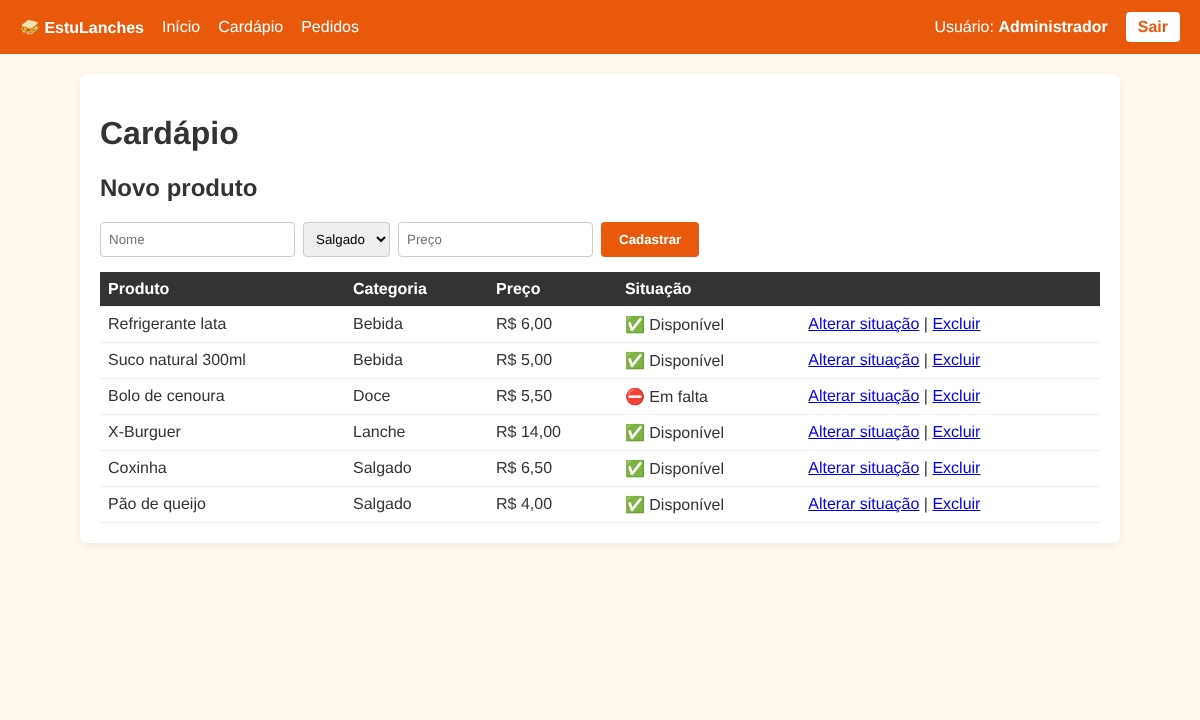 EstuLanches Início Cardápio Pedidos Usuário: Administrador Sair
Cardápio
Novo produto
Nome Salgado Preço Cadastrar
Produto Categoria Preço Situação
Refrigerante lata Bebida R$ 6,00 ✅ Disponível Alterar situação | Excluir
Suco natural 300ml Bebida R$ 5,00 ✅ Disponível Alterar situação | Excluir
Bolo de cenoura Doce R$ 5,50 ⛔ Em falta Alterar situação | Excluir
X-Burguer Lanche R$ 14,00 ✅ Disponível Alterar situação | Excluir
Coxinha Salgado R$ 6,50 ✅ Disponível Alterar situação | Excluir
Pão de queijo Salgado R$ 4,00 ✅ Disponível Alterar situação | Excluir